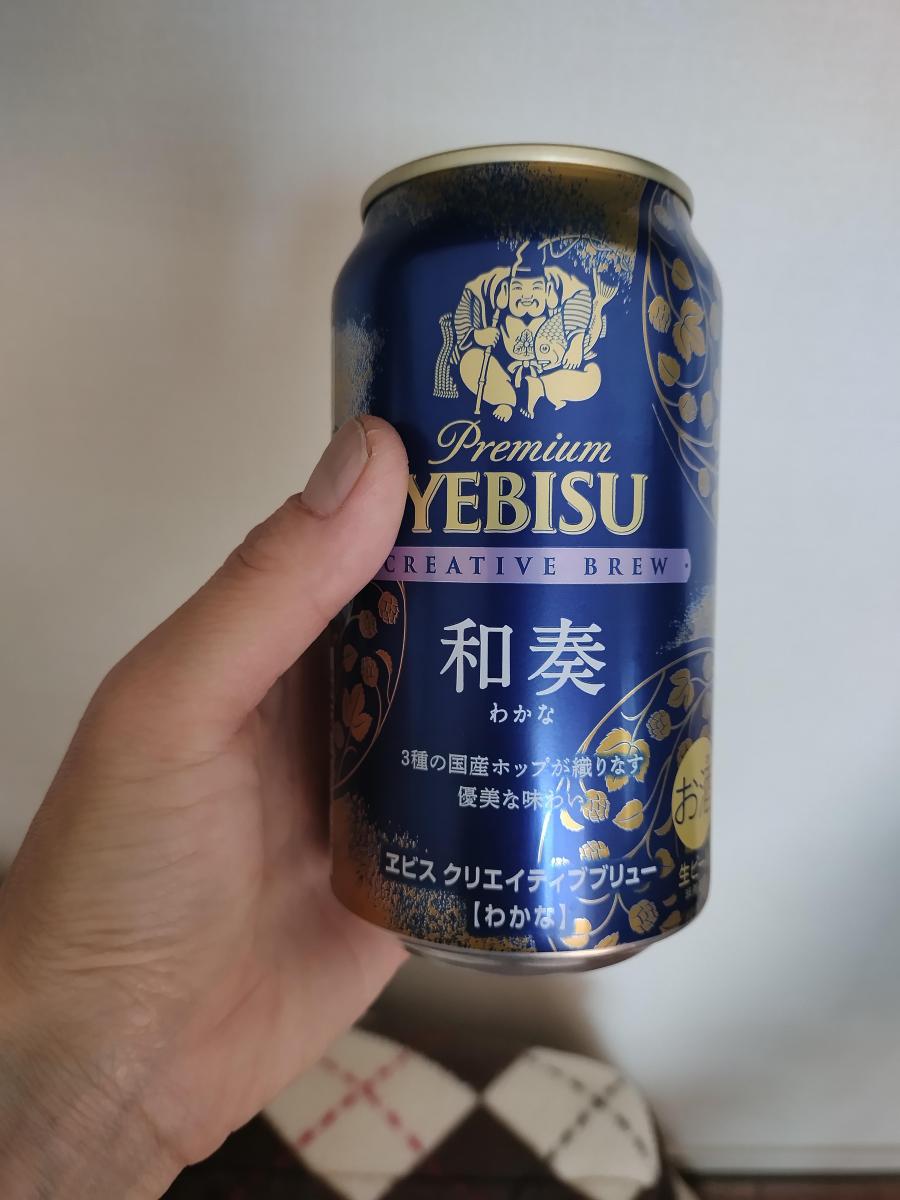 Premium
YEBISU
CREATIVE BREW
和奏
わかな
3種の国産ホップが織りなす
優美な味わい
お酒
ヱビス クリエイティブブリュー
【わかな】